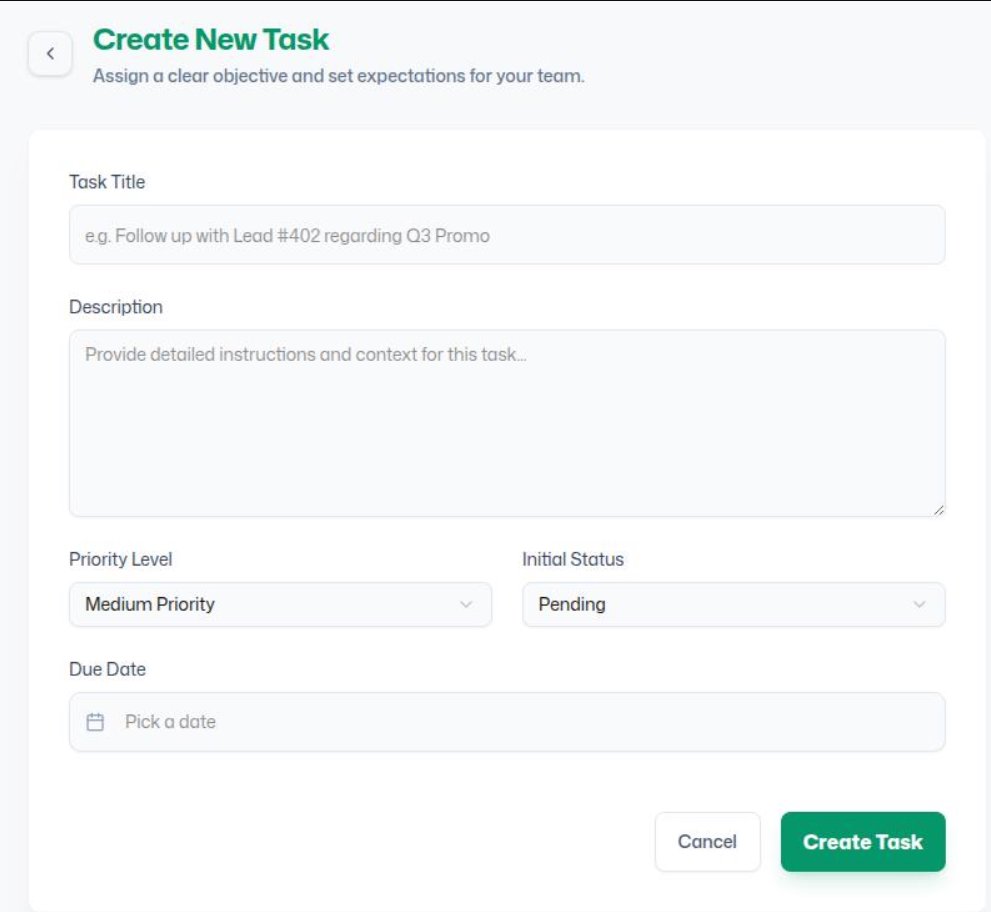 Create New Task
Assign a clear objective and set expectations for your team.
Task Title
e.g. Follow up with Lead #402 regarding Q3 Promo
Description
Provide detailed instructions and context for this task...
Priority Level
Initial Status
Medium Priority
Pending
Due Date
Pick a date
Cancel
Create Task